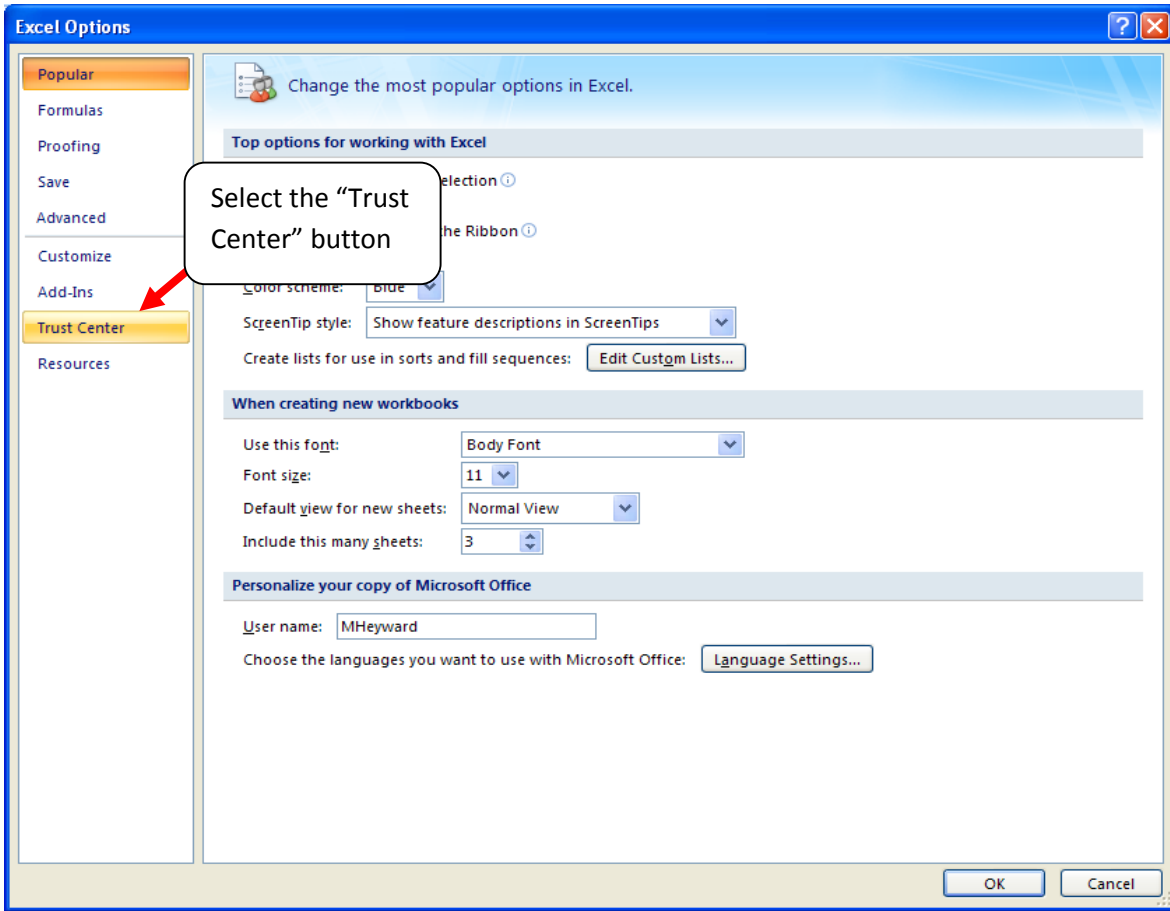 Excel Options
Popular
Formulas
Proofing
Save
Advanced
Customize
Add-Ins
Trust Center
Resources
Change the most popular options in Excel.
Top options for working with Excel
election
he Ribbon
Select the “Trust
Center” button
Color scheme: Blue
ScreenTip style: Show feature descriptions in ScreenTips
Create lists for use in sorts and fill sequences: Edit Custom Lists...
When creating new workbooks
Use this font: Body Font
Font size: 11
Default view for new sheets: Normal View
Include this many sheets: 3
Personalize your copy of Microsoft Office
User name: MHeyward
Choose the languages you want to use with Microsoft Office: Language Settings...
OK Cancel